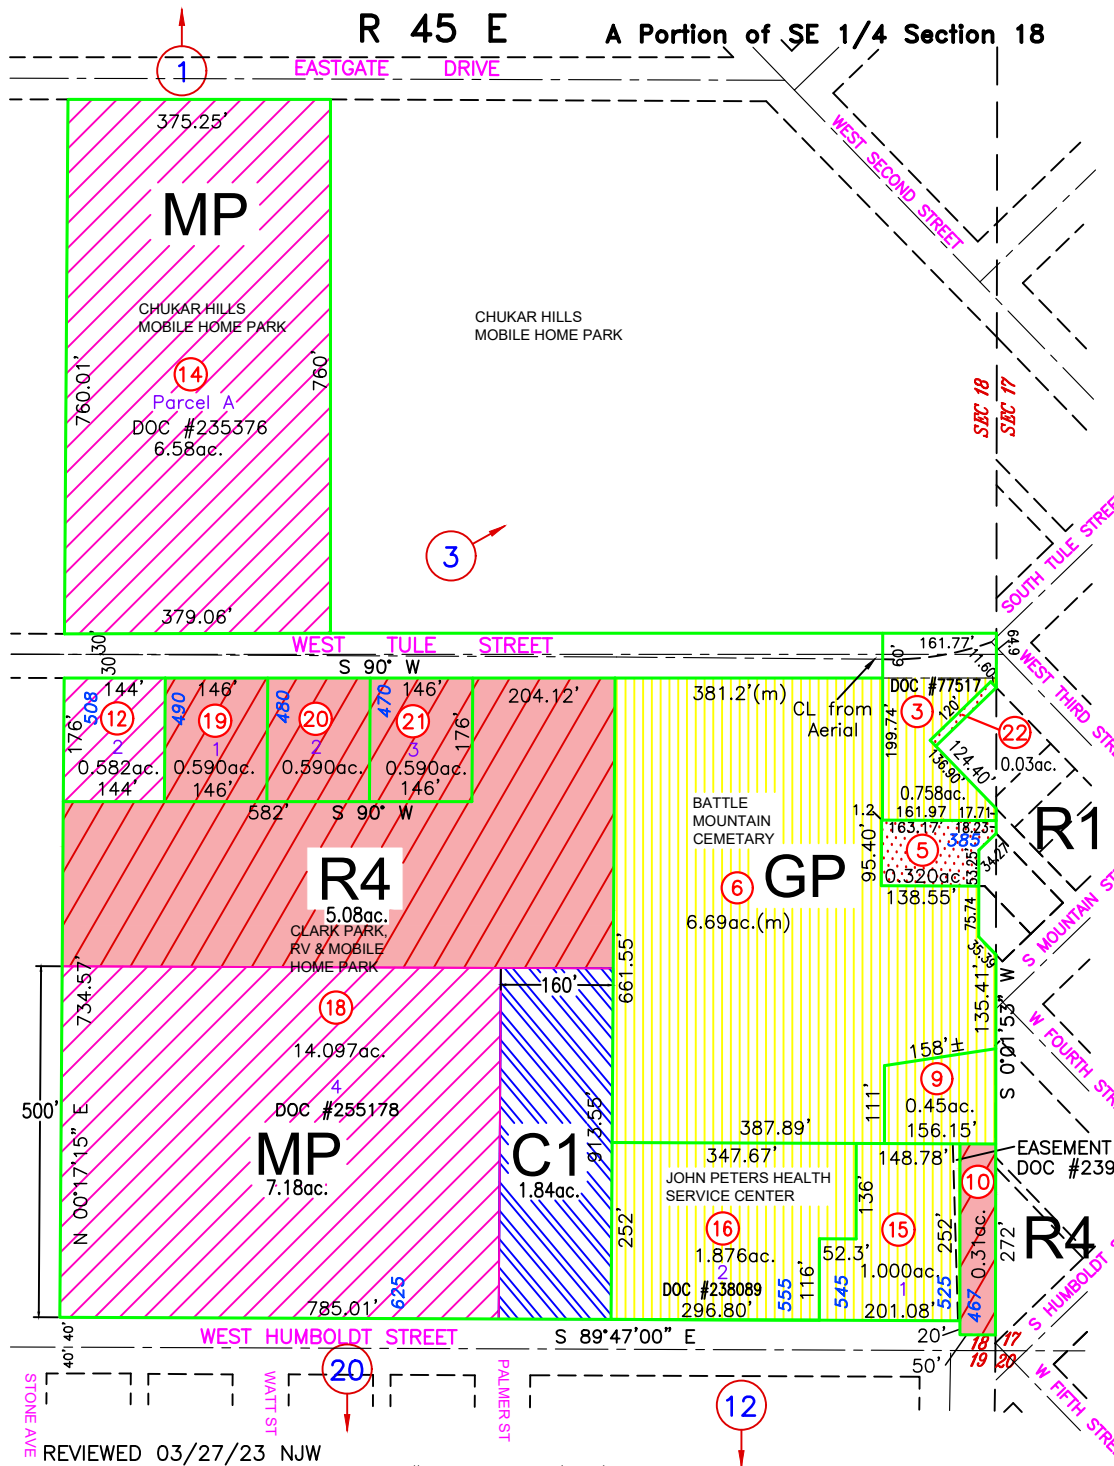 R 45 E
A Portion of SE 1/4 Section 18
1
EASTGATE DRIVE
375.25'
MP
WEST SECOND STREET
CHUKAR HILLS
MOBILE HOME PARK
CHUKAR HILLS
MOBILE HOME PARK
760.01'
760'
14
Parcel A
DOC #235376
6.58ac.
SEC 18
SEC 17
3
SOUTH TULE STREET
379.06'
30'
30'
WEST TULE STREET
S 90° W
60'
161.77'
11.60'
64.9
WEST THIRD STR
144'
146'
146'
204.12'
381.2'(m)
DOC #77517
CL from
Aerial
508
490
480
470
12
19
20
21
3
120'
22
0.03ac.
176'
176'
199.74'
2
1
2
3
0.582ac.
0.590ac.
0.590ac.
0.590ac.
136.90'
124.40'
144'
146'
146'
0.758ac.
582'
S 90° W
BATTLE
MOUNTAIN
CEMETARY
1.2
161.97
17.71
163.17'
18.23
385
R1
R4
5.08ac.
CLARK PARK,
RV & MOBILE
HOME PARK
GP
6
6.69ac.(m)
95.40'
5
0.320ac
53.25'
34.27
138.55'
75.74
35.39
S MOUNTAIN ST
734.57'
661.55'
160'
135.41'
S 0°01'53" W
W FOURTH STR
18
14.097ac.
4
DOC #255178
500'
158'±
9
0.45ac.
111'
156.15'
387.89'
N 00°17'15" E
MP
7.18ac.
C1
1.84ac.
913.55'
347.67'
148.78'
EASEMENT
DOC #239
JOHN PETERS HEALTH
SERVICE CENTER
136'
10
0.31ac.
272'
R4
252'
16
1.876ac.
2
DOC #238089
296.80'
52.3'
116'
15
1.000ac.
1
252'
201.08'
555
545
525
467
S HUMBOLDT
785.01'
625
WEST HUMBOLDT STREET
S 89°47'00" E
20'
50'
18
17
19
20
40'
40'
20
12
W FIFTH STREE
STONE AVE
WATT ST
PALMER ST
REVIEWED 03/27/23 NJW